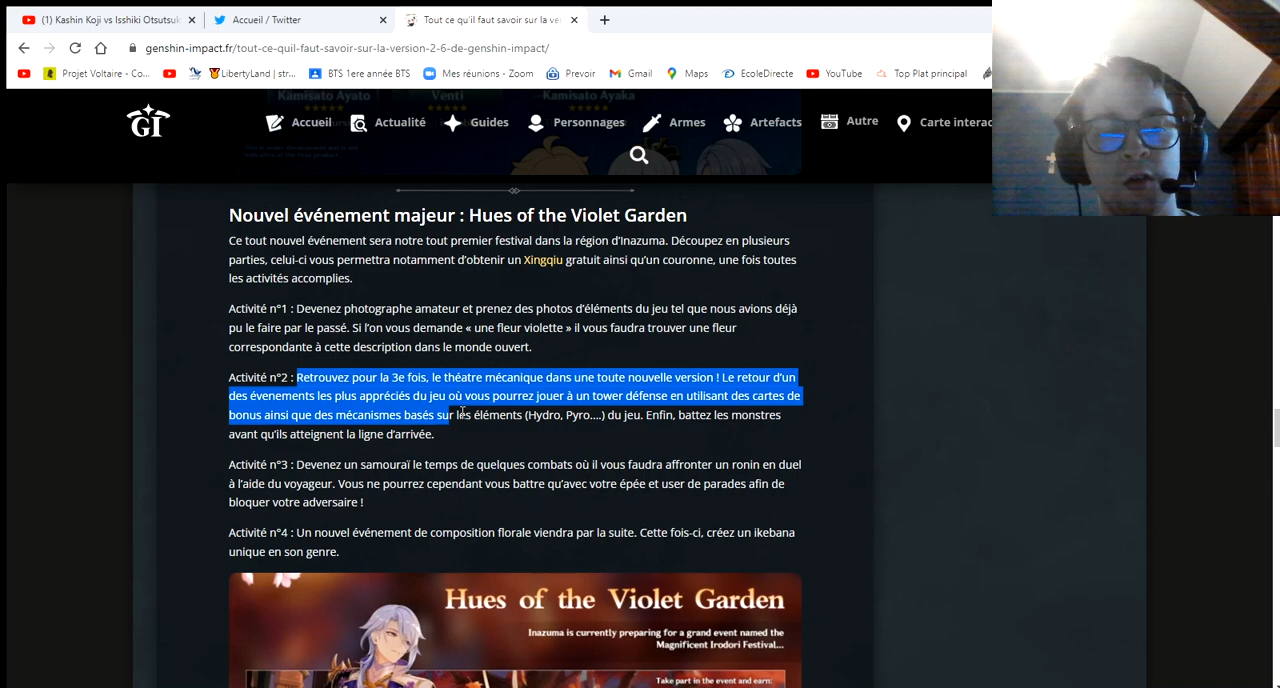 (1) Kashin Koji vs Isshiki Otsutsuk
Accueil / Twitter
Tout ce qu'il faut savoir sur la ve
genshin-impact.fr/tout-ce-quil-faut-savoir-sur-la-version-2-6-de-genshin-impact/
Projet Voltaire - Co... LibertyLand | str... BTS 1ere année BTS Mes réunions - Zoom Prevoir Gmail Maps EcoleDirecte YouTube Top Plat principal
Kamisato Ayato Venti Kamisato Ayaka
GI Accueil Actualité Guides Personnages Armes Artefacts Autre Carte interac
Nouvel événement majeur : Hues of the Violet Garden
Ce tout nouvel événement sera notre tout premier festival dans la région d'Inazuma. Découpez en plusieurs
parties, celui-ci vous permettra notamment d'obtenir un Xingqiu gratuit ainsi qu'un couronne, une fois toutes
les activités accomplies.
Activité n°1 : Devenez photographe amateur et prenez des photos d'éléments du jeu tel que nous avions déjà
pu le faire par le passé. Si l'on vous demande « une fleur violette » il vous faudra trouver une fleur
correspondante à cette description dans le monde ouvert.
Activité n°2 : Retrouvez pour la 3e fois, le théatre mécanique dans une toute nouvelle version ! Le retour d'un
des évenements les plus appréciés du jeu où vous pourrez jouer à un tower défense en utilisant des cartes de
bonus ainsi que des mécanismes basés sur les éléments (Hydro, Pyro....) du jeu. Enfin, battez les monstres
avant qu'ils atteignent la ligne d'arrivée.
Activité n°3 : Devenez un samouraï le temps de quelques combats où il vous faudra affronter un ronin en duel
à l'aide du voyageur. Vous ne pourrez cependant vous battre qu'avec votre épée et user de parades afin de
bloquer votre adversaire !
Activité n°4 : Un nouvel événement de composition florale viendra par la suite. Cette fois-ci, créez un ikebana
unique en son genre.
Hues of the Violet Garden
Inazuma is currently preparing for a grand event named the
Magnificent Irodori Festival...
Take part in the event and earn: